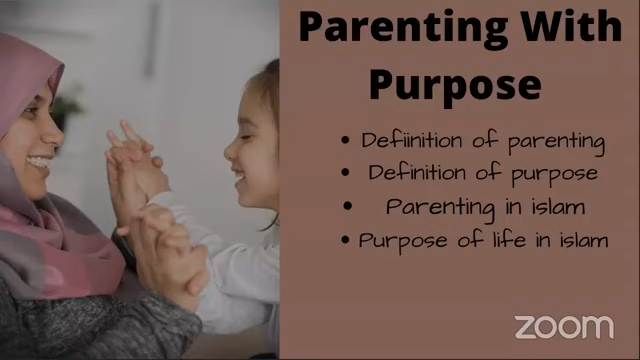 Parenting With
Purpose
• Defiinition of parenting
• Definition of purpose
• Parenting in islam
• Purpose of life in islam
zoom